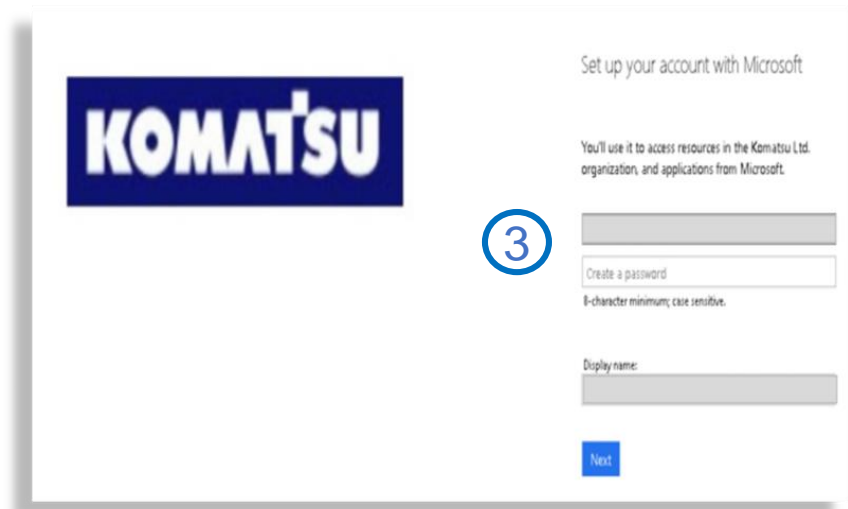 KOMATSU
Set up your account with Microsoft
You'll use it to access resources in the Komatsu Ltd.
organization, and applications from Microsoft.
3
Create a password
8-character minimum; case sensitive.
Display name:
Next